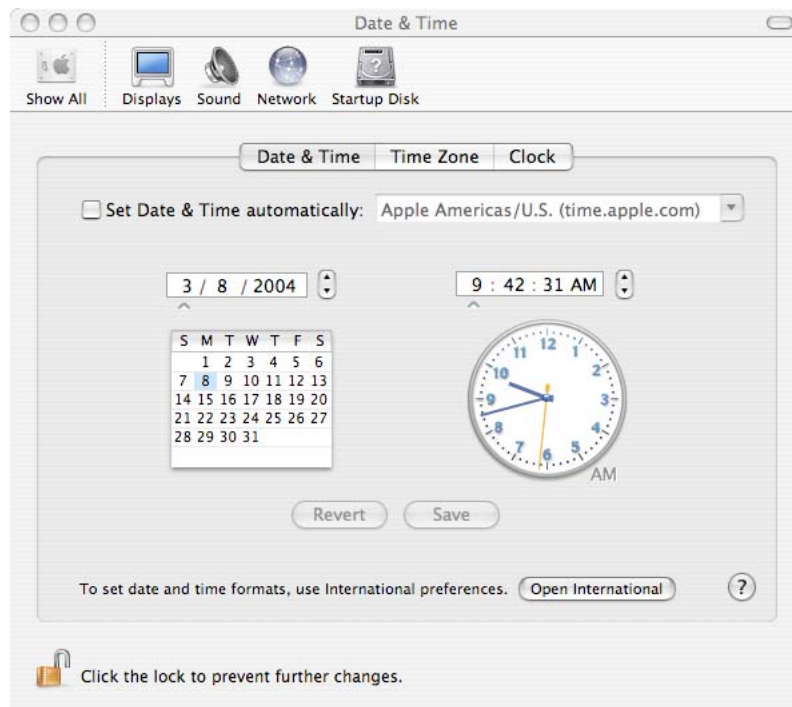 Date & Time
Show All Displays Sound Network Startup Disk
Date & Time Time Zone Clock
Set Date & Time automatically: Apple Americas/U.S. (time.apple.com)
3 / 8 / 2004
9 : 42 : 31 AM
S M T W T F S
1 2 3 4 5 6
7 8 9 10 11 12 13
14 15 16 17 18 19 20
21 22 23 24 25 26 27
28 29 30 31
12 1 2 3 4 5 6 7 8 9 10 11
AM
Revert Save
To set date and time formats, use International preferences. Open International ?
Click the lock to prevent further changes.